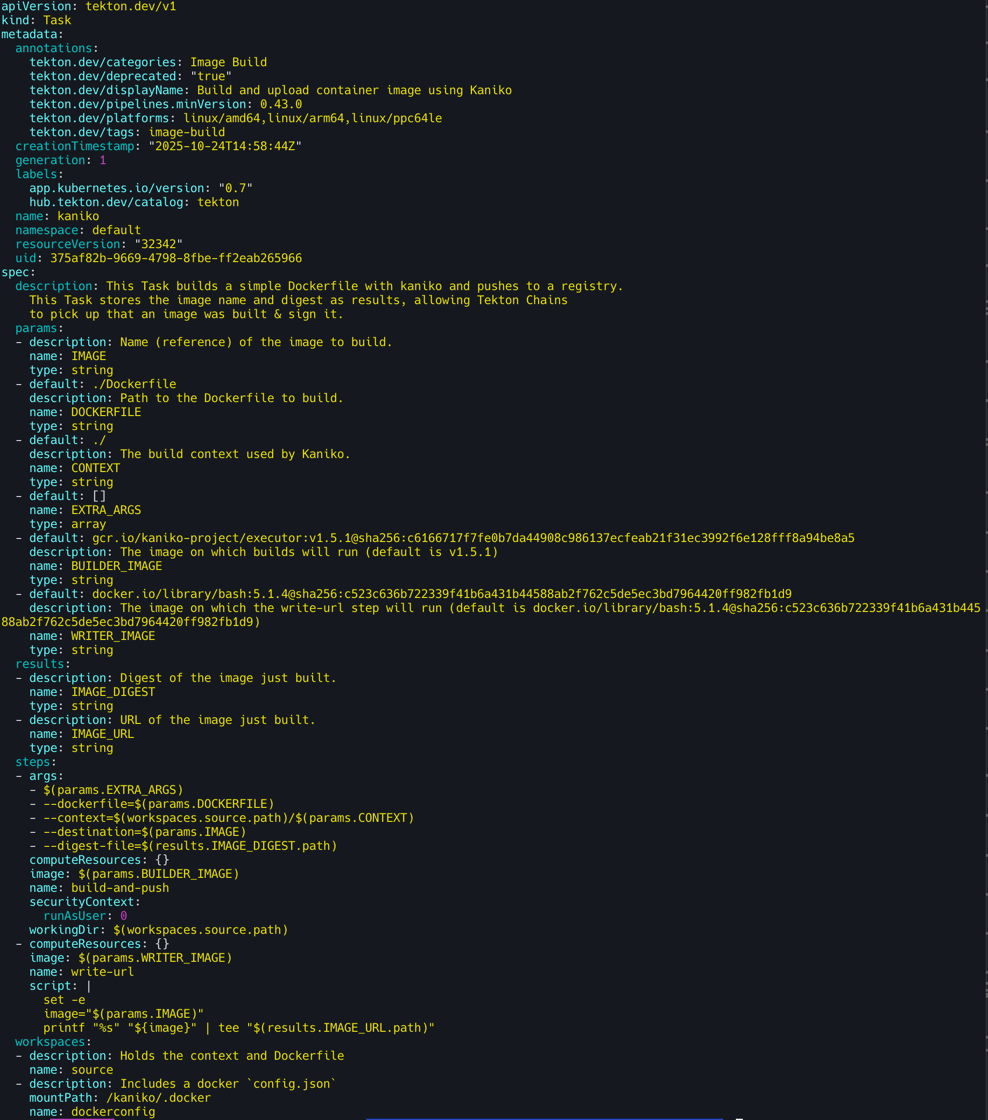 apiVersion: tekton.dev/v1
kind: Task
metadata:
  annotations:
    tekton.dev/categories: Image Build
    tekton.dev/deprecated: "true"
    tekton.dev/displayName: Build and upload container image using Kaniko
    tekton.dev/pipelines.minVersion: 0.43.0
    tekton.dev/platforms: linux/amd64,linux/arm64,linux/ppc64le
    tekton.dev/tags: image-build
  creationTimestamp: "2025-10-24T14:58:44Z"
  generation: 1
  labels:
    app.kubernetes.io/version: "0.7"
    hub.tekton.dev/catalog: tekton
  name: kaniko
  namespace: default
  resourceVersion: "32342"
  uid: 375af82b-9669-4798-8fbe-ff2eab265966
spec:
  description: This Task builds a simple Dockerfile with kaniko and pushes to a registry.
    This Task stores the image name and digest as results, allowing Tekton Chains
    to pick up that an image was built & sign it.
  params:
  - description: Name (reference) of the image to build.
    name: IMAGE
    type: string
  - default: ./Dockerfile
    description: Path to the Dockerfile to build.
    name: DOCKERFILE
    type: string
  - default: ./
    description: The build context used by Kaniko.
    name: CONTEXT
    type: string
  - default: []
    name: EXTRA_ARGS
    type: array
  - default: gcr.io/kaniko-project/executor:v1.5.1@sha256:c6166717f7fe0b7da44908c986137ecfeab21f31ec3992f6e128fff8a94be8a5
    description: The image on which builds will run (default is v1.5.1)
    name: BUILDER_IMAGE
    type: string
  - default: docker.io/library/bash:5.1.4@sha256:c523c636b722339f41b6a431b44588ab2f762c5de5ec3bd7964420ff982fb1d9
    description: The image on which the write-url step will run (default is docker.io/library/bash:5.1.4@sha256:c523c636b722339f41b6a431b445
88ab2f762c5de5ec3bd7964420ff982fb1d9)
    name: WRITER_IMAGE
    type: string
  results:
  - description: Digest of the image just built.
    name: IMAGE_DIGEST
    type: string
  - description: URL of the image just built.
    name: IMAGE_URL
    type: string
  steps:
  - args:
    - $(params.EXTRA_ARGS)
    - --dockerfile=$(params.DOCKERFILE)
    - --context=$(workspaces.source.path)/$(params.CONTEXT)
    - --destination=$(params.IMAGE)
    - --digest-file=$(results.IMAGE_DIGEST.path)
    computeResources: {}
    image: $(params.BUILDER_IMAGE)
    name: build-and-push
    securityContext:
      runAsUser: 0
    workingDir: $(workspaces.source.path)
  - computeResources: {}
    image: $(params.WRITER_IMAGE)
    name: write-url
    script: |
      set -e
      image="$(params.IMAGE)"
      printf "%s" "${image}" | tee "$(results.IMAGE_URL.path)"
  workspaces:
  - description: Holds the context and Dockerfile
    name: source
  - description: Includes a docker `config.json`
    mountPath: /kaniko/.docker
    name: dockerconfig